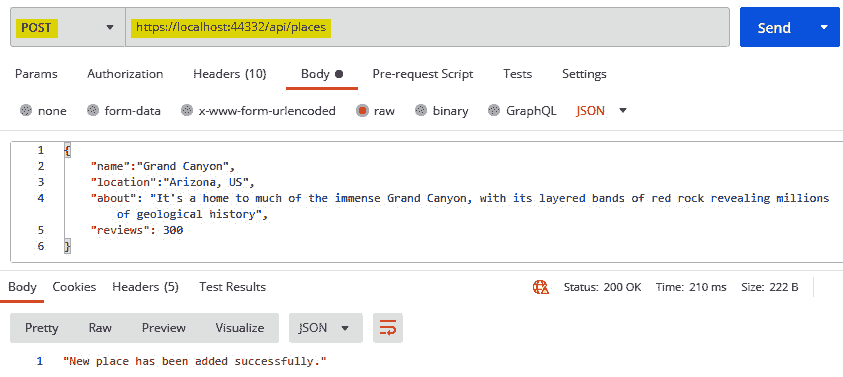 POST https://localhost:44332/api/places Send
Params Authorization Headers (10) Body Pre-request Script Tests Settings
none form-data x-www-form-urlencoded raw binary GraphQL JSON
1 {
2 "name":"Grand Canyon",
3 "location":"Arizona, US",
4 "about": "It's a home to much of the immense Grand Canyon, with its layered bands of red rock revealing millions
of geological history",
5 "reviews": 300
6 }
Body Cookies Headers (5) Test Results Status: 200 OK Time: 210 ms Size: 222 B
Pretty Raw Preview Visualize JSON
1 "New place has been added successfully."